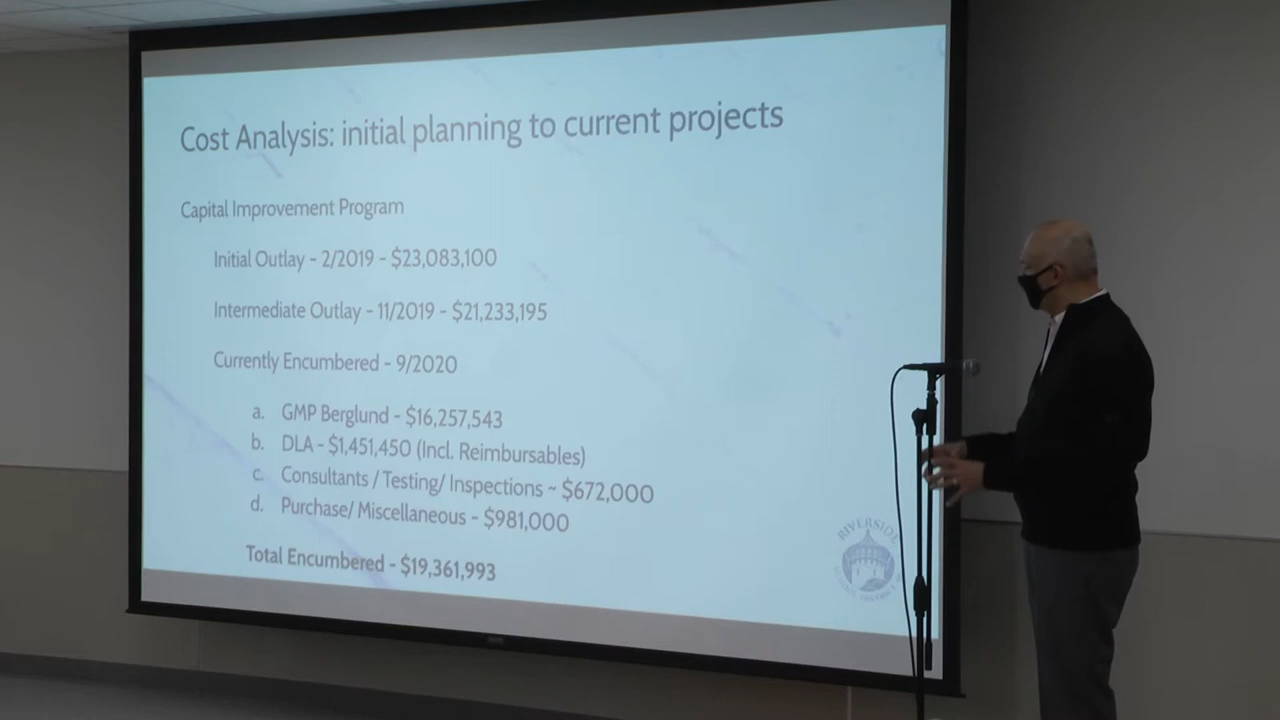 Cost Analysis: initial planning to current projects
Capital Improvement Program
Initial Outlay - 2/2019 - $23,083,100
Intermediate Outlay - 11/2019 - $21,233,195
Currently Encumbered - 9/2020
a. GMP Berglund - $16,257,543
b. DLA - $1,451,450 (Incl. Reimbursables)
c. Consultants / Testing/ Inspections ~ $672,000
d. Purchase/ Miscellaneous - $981,000
Total Encumbered - $19,361,993
RIVERSIDE